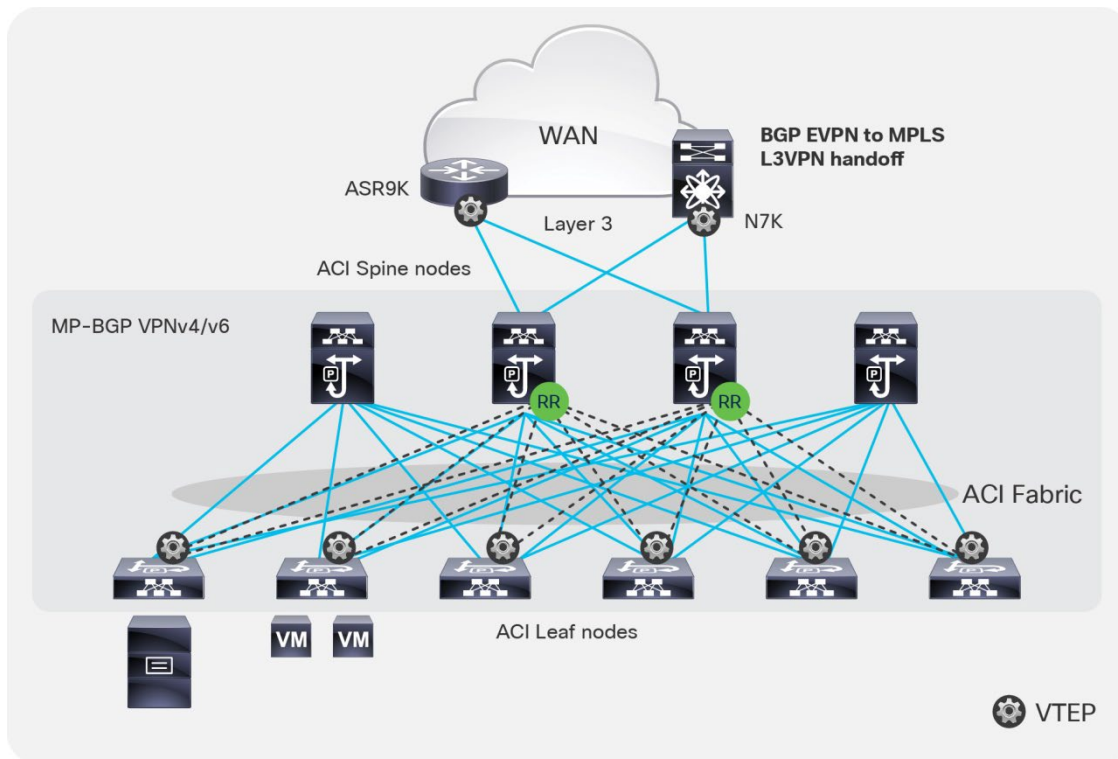 WAN
BGP EVPN to MPLS
L3VPN handoff
ASR9K
Layer 3
N7K
ACI Spine nodes
MP-BGP VPNv4/v6
P
P
P
P
RR
RR
ACI Fabric
P
P
P
P
P
P
VM
VM
ACI Leaf nodes
VTEP